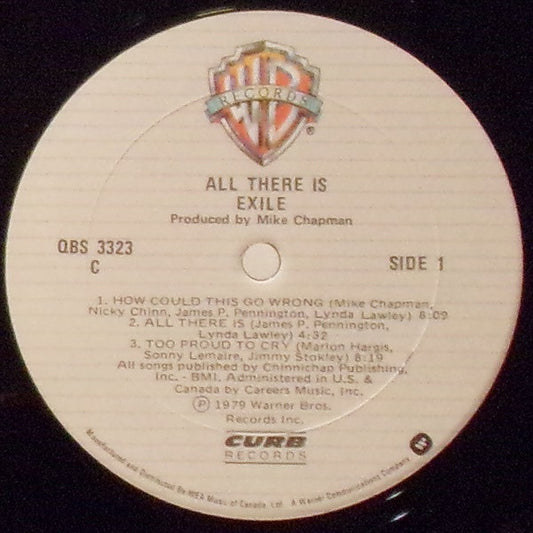 WB
RECORDS
®
ALL THERE IS
EXILE
Produced by Mike Chapman
QBS 3323
C
SIDE 1
1. HOW COULD THIS GO WRONG (Mike Chapman,
Nicky Chinn, James P. Pennington, Lynda Lawley) 8:09
2. ALL THERE IS (James P. Pennington,
Lynda Lawley) 4:32
3. TOO PROUD TO CRY (Marlon Hargis,
Sonny Lemaire, Jimmy Stokley) 8:19
All songs published by Chinnichap Publishing,
Inc. - BMI. Administered in U.S. &
Canada by Careers Music, Inc.
℗ 1979 Warner Bros.
Records Inc.
CURB
RECORDS
Manufactured and Distributed By WEA Music of Canada, Ltd. A Warner Communications Company